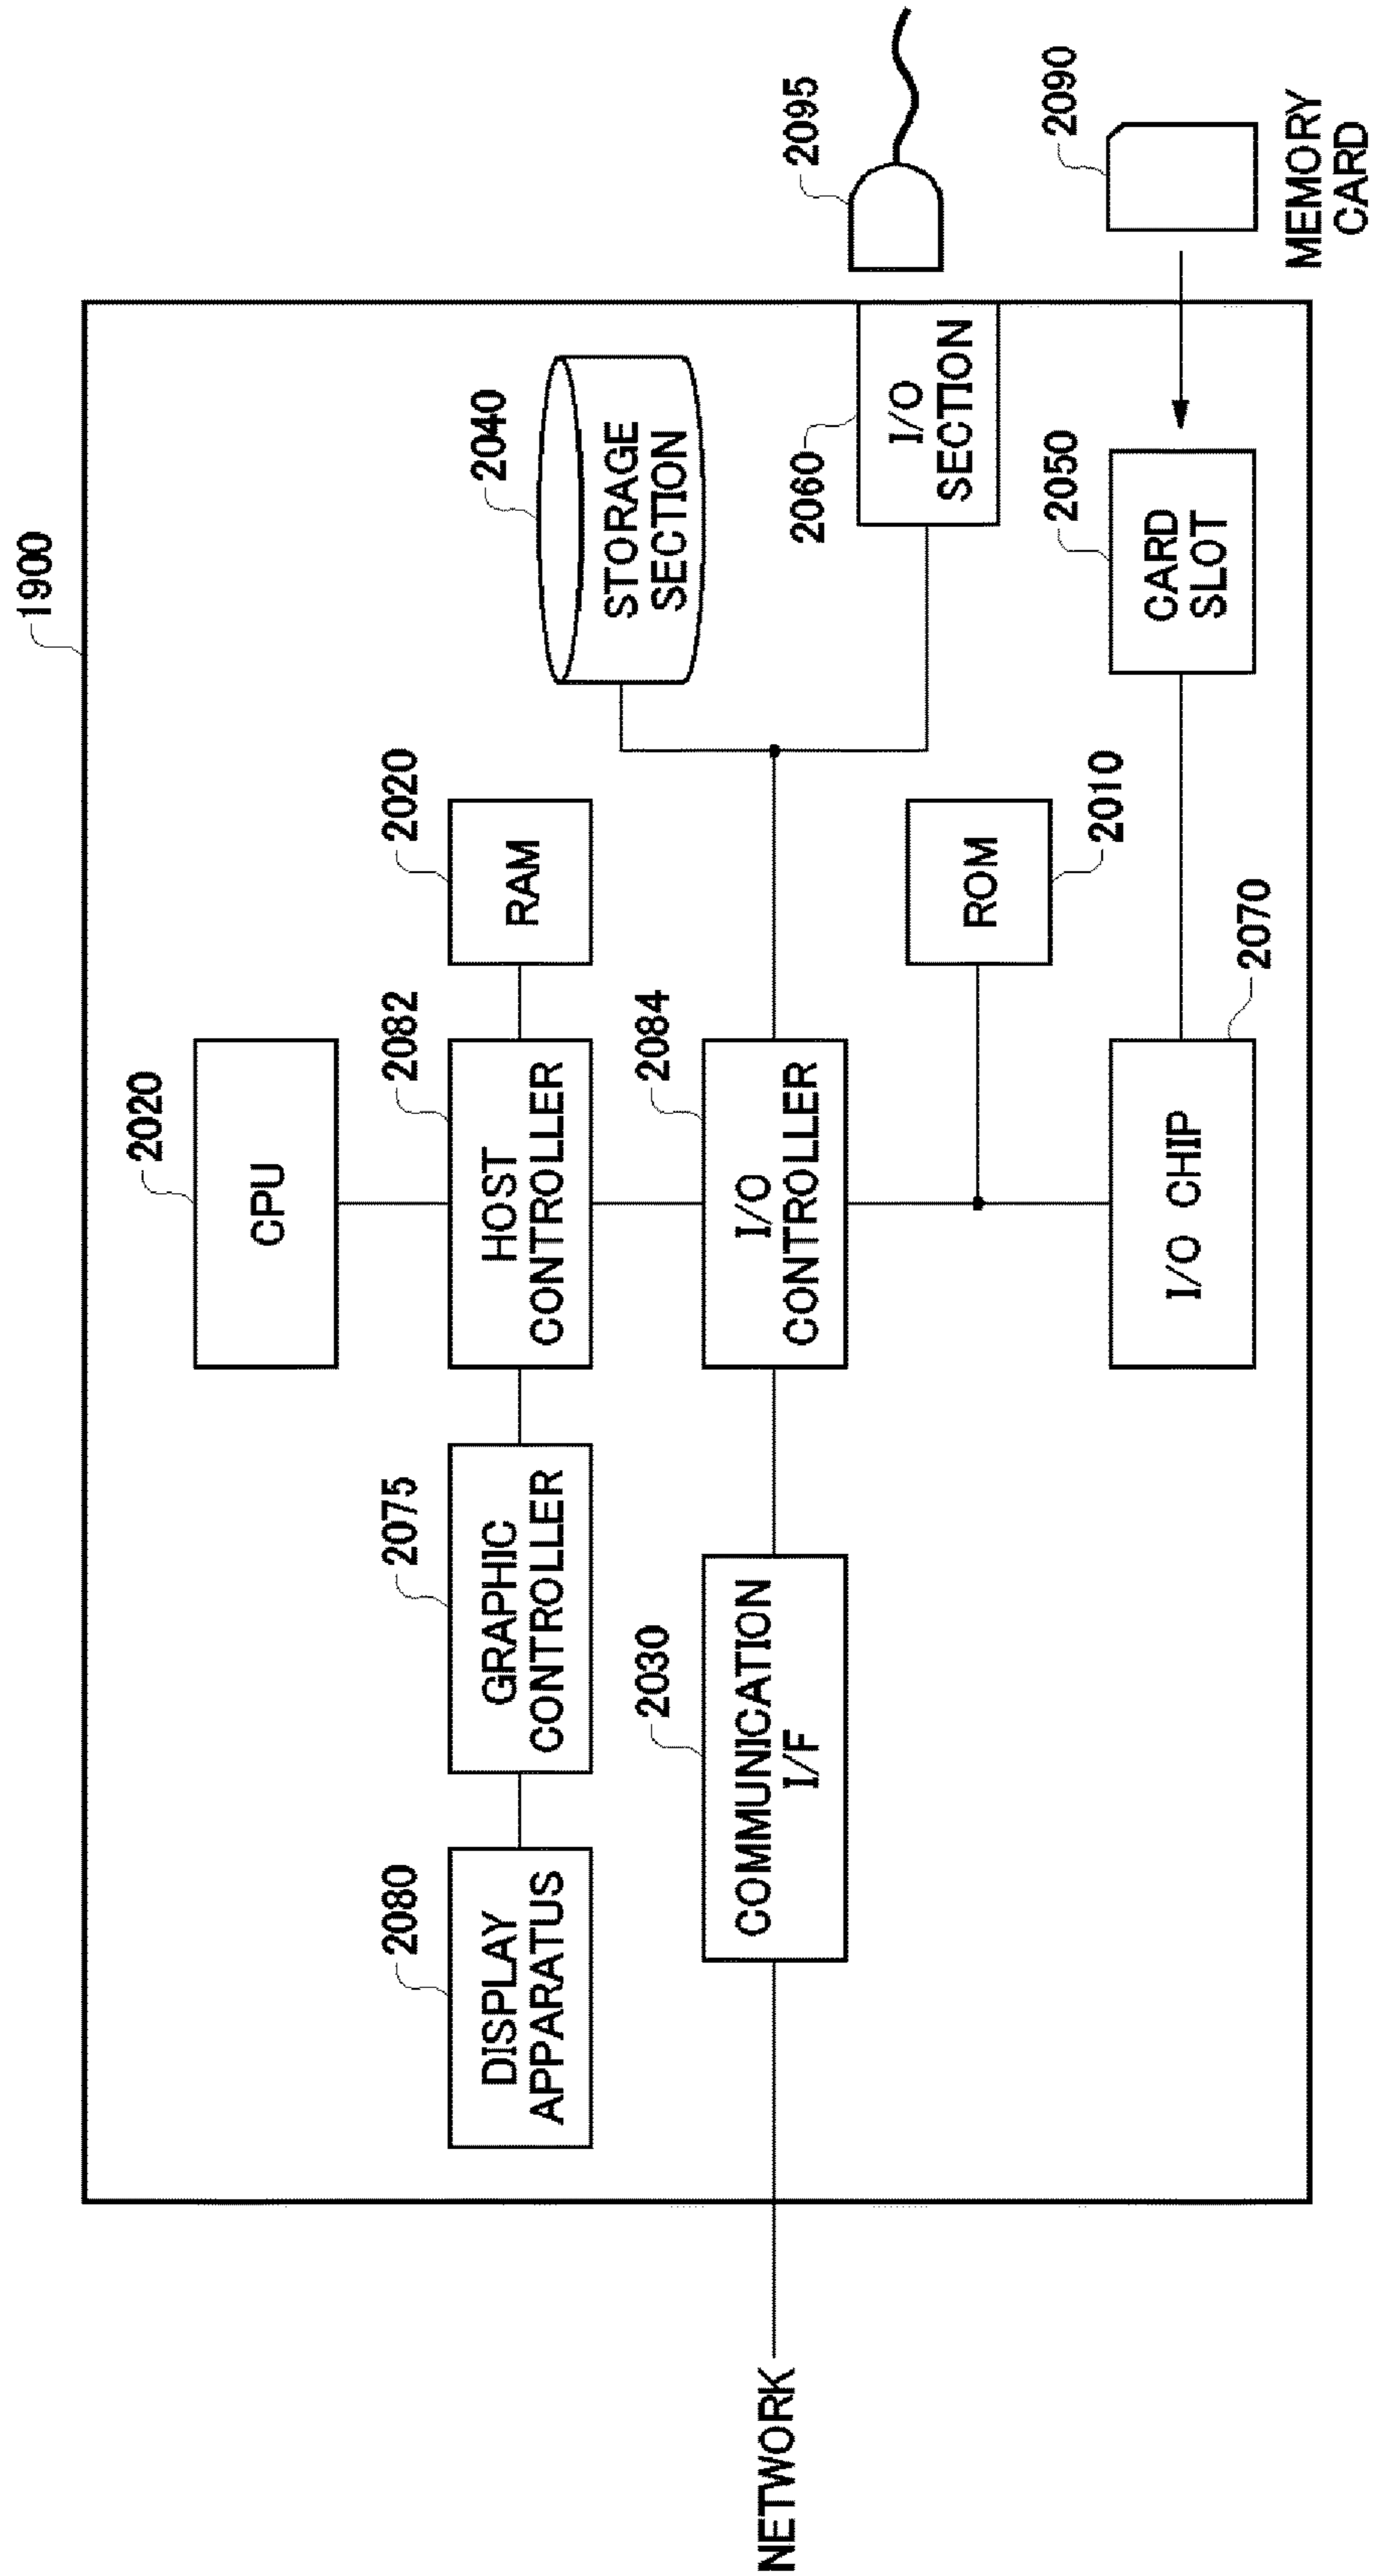 1900
2020
CPU
2080
DISPLAY
APPARATUS
2075
GRAPHIC
CONTROLLER
2082
HOST
CONTROLLER
2020
RAM
2040
STORAGE
SECTION
2030
COMMUNICATION
I/F
2084
I/O
CONTROLLER
NETWORK
2060
I/O
SECTION
2095
ROM
2010
I/O CHIP
2070
2050
CARD
SLOT
2090
MEMORY
CARD